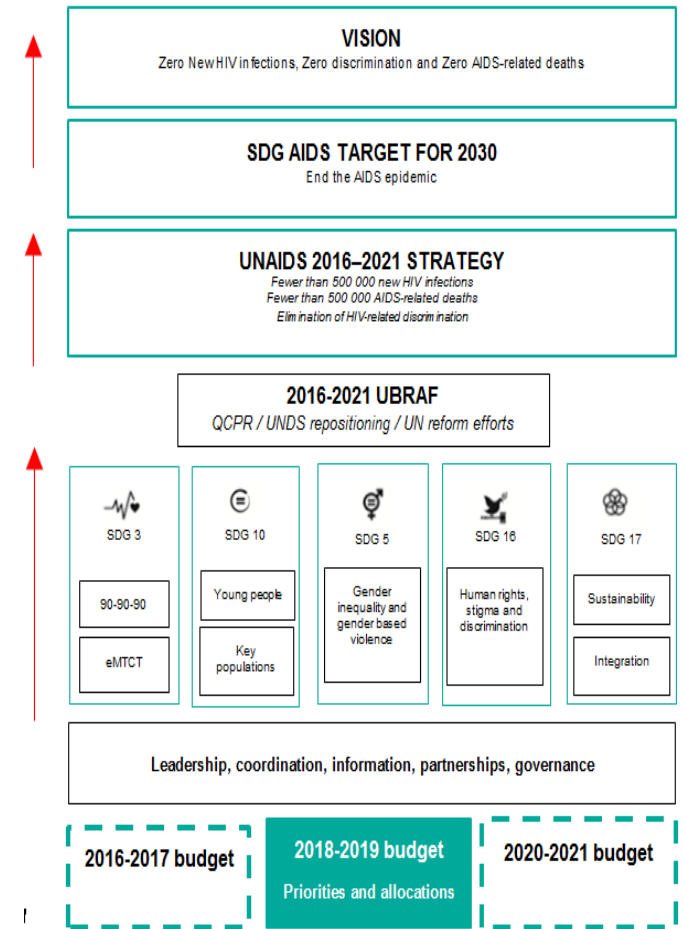 VISION
Zero New HIV infections, Zero discrimination and Zero AIDS-related deaths
SDG AIDS TARGET FOR 2030
End the AIDS epidemic
UNAIDS 2016–2021 STRATEGY
Fewer than 500 000 new HIV infections
Fewer than 500 000 AIDS-related deaths
Elimination of HIV-related discrimination
2016-2021 UBRAF
QCPR / UNDS repositioning / UN reform efforts
SDG 3
90-90-90
eMTCT
SDG 10
Young people
Key
populations
SDG 5
Gender
inequality and
gender based
violence
SDG 16
Human rights,
stigma and
discrimination
SDG 17
Sustainability
Integration
Leadership, coordination, information, partnerships, governance
2016-2017 budget
2018-2019 budget
Priorities and allocations
2020-2021 budget